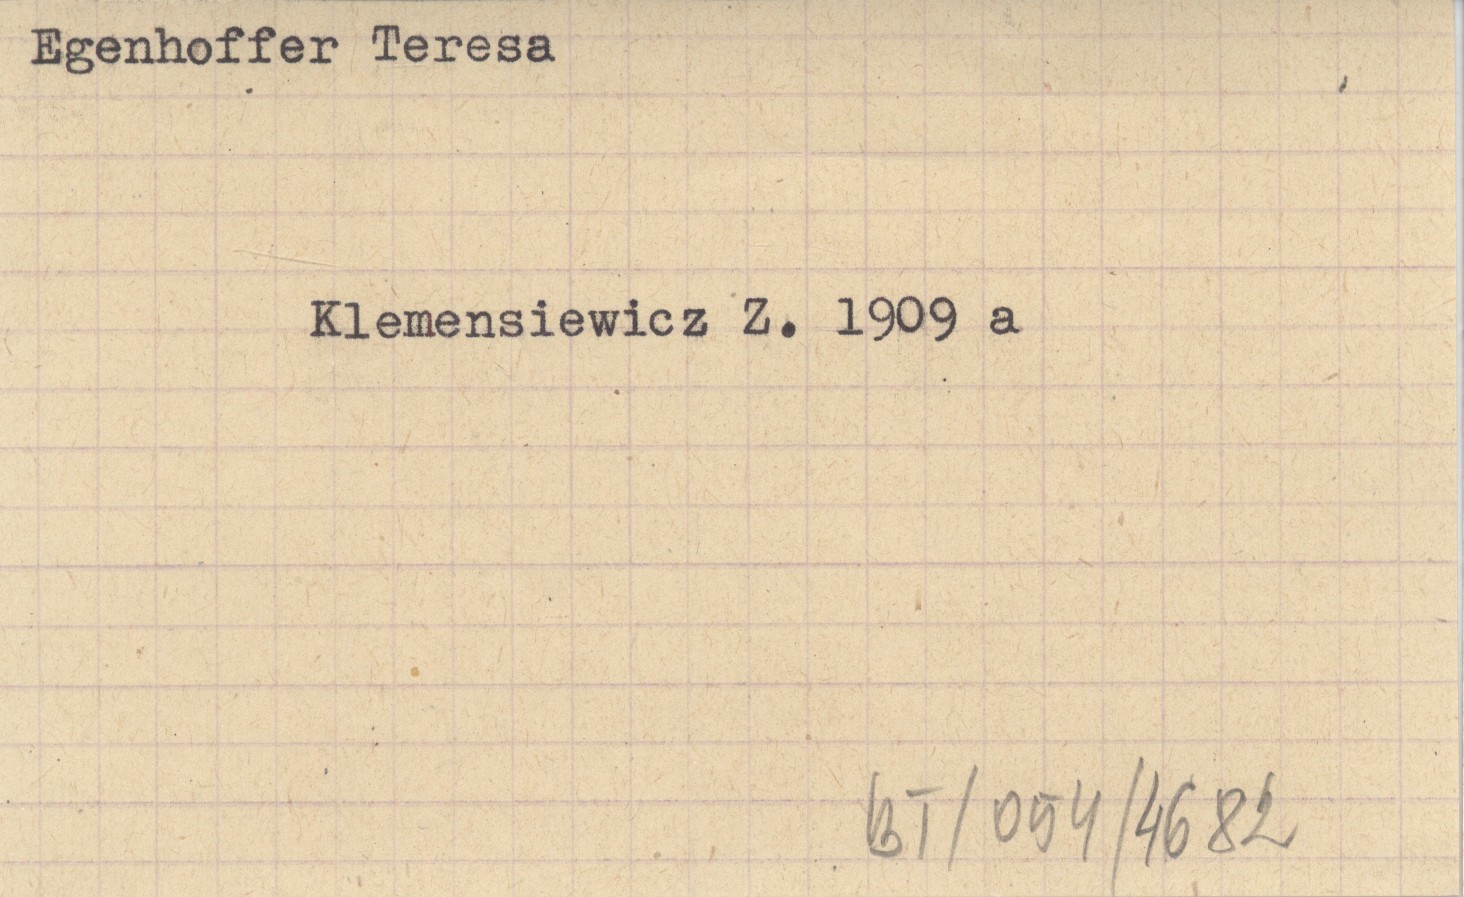 Egenhoffer Teresa
Klemensiewicz Z. 1909 a
BT/054/4682